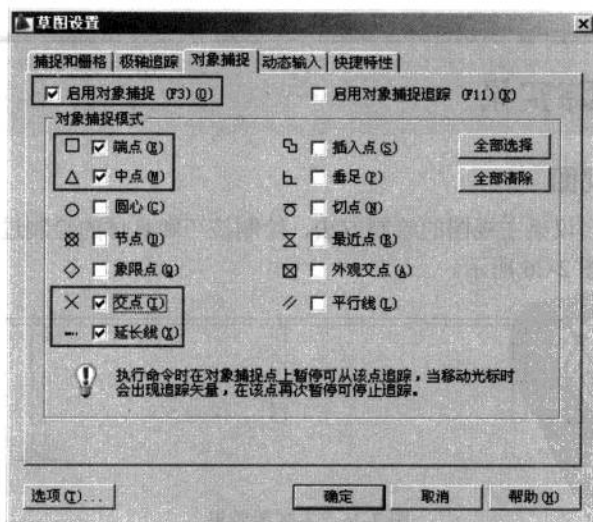 草图设置
捕捉和栅格 极轴追踪 对象捕捉 动态输入 快捷特性
启用对象捕捉 (F3)(O) 启用对象捕捉追踪 (F11)(K)
对象捕捉模式
端点(E) 插入点(S) 全部选择
中点(M) 垂足(P) 全部清除
圆心(C) 切点(N)
节点(D) 最近点(R)
象限点(Q) 外观交点(A)
交点(I) 平行线(L)
延长线(X)
执行命令时在对象捕捉点上暂停可从该点追踪，当移动光标时
会出现追踪矢量，在该点再次暂停可停止追踪。
选项(T)... 确定 取消 帮助(H)